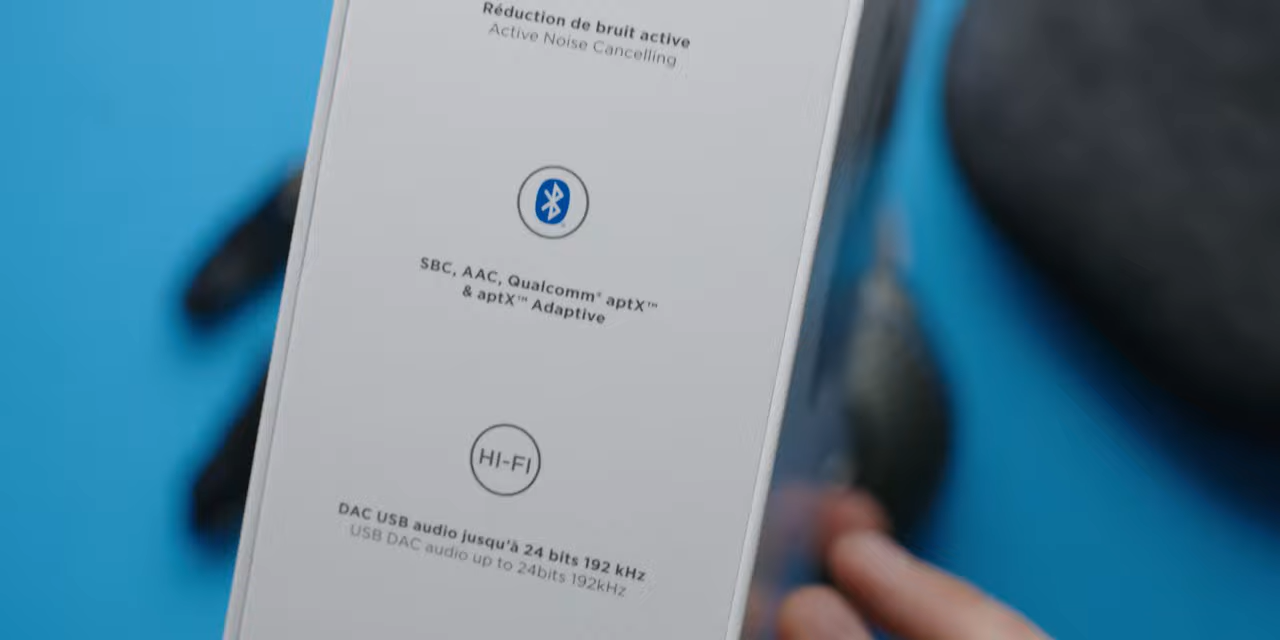 Réduction de bruit active
Active Noise Cancelling
SBC, AAC, Qualcomm® aptX™
& aptX™ Adaptive
HI-FI
DAC USB audio jusqu'à 24 bits 192 kHz
USB DAC audio up to 24bits 192kHz